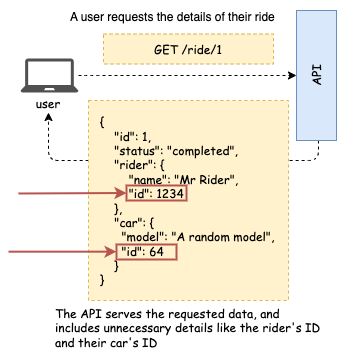 A user requests the details of their ride
GET /ride/1
API
user
{
"id": 1,
"status": "completed",
"rider": {
"name": "Mr Rider",
"id": 1234
},
"car": {
"model": "A random model",
"id": 64
}
}
The API serves the requested data, and
includes unnecessary details like the rider's ID
and their car's ID